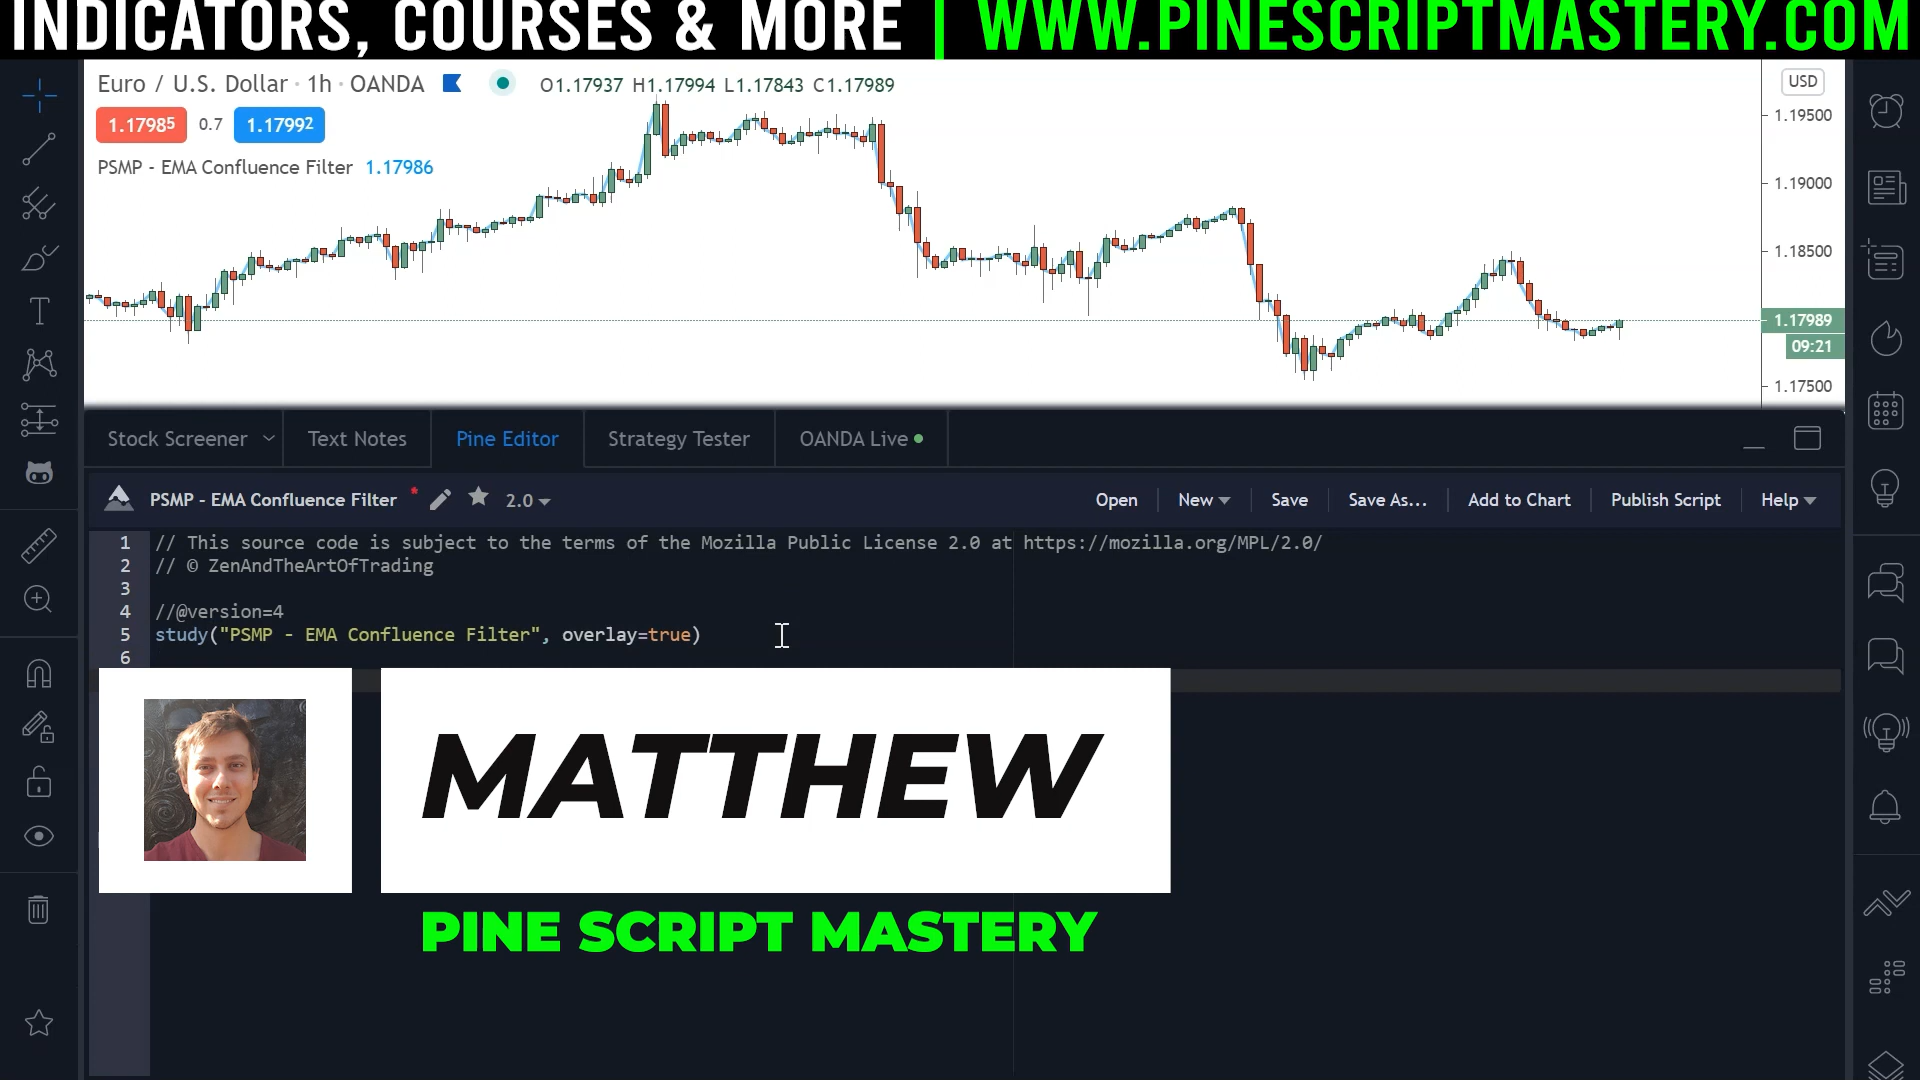 INDICATORS, COURSES & MORE | WWW.PINESCRIPTMASTERY.COM
Euro / U.S. Dollar · 1h · OANDA O1.17937 H1.17994 L1.17843 C1.17989
USD
1.17985 0.7 1.17992
PSMP - EMA Confluence Filter 1.17986
1.19500
1.19000
1.18500
1.17989
09:21
1.17500
Stock Screener Text Notes Pine Editor Strategy Tester OANDA Live
PSMP - EMA Confluence Filter * 2.0 Open New Save Save As... Add to Chart Publish Script Help
1 // This source code is subject to the terms of the Mozilla Public License 2.0 at https://mozilla.org/MPL/2.0/
2 // © ZenAndTheArtOfTrading
3
4 //@version=4
5 study("PSMP - EMA Confluence Filter", overlay=true)
6
MATTHEW
PINE SCRIPT MASTERY